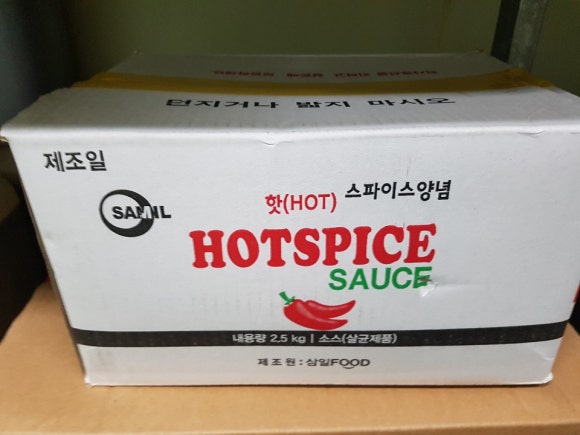 던지거나 밟지 마시오
제조일
SAMIL
핫(HOT) 스파이스양념
HOTSPICE
SAUCE
내용량 2,5 kg | 소스(살균제품)
제조원 : 삼일FOOD